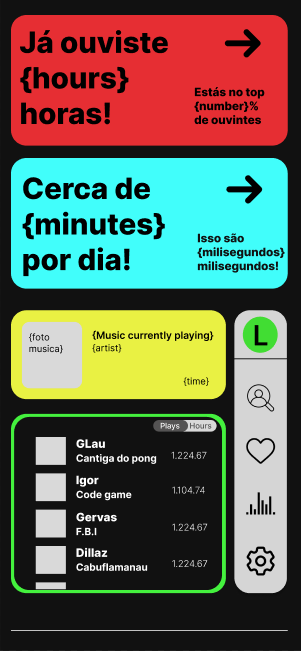 Já ouviste
{hours}
horas!
Estás no top
{number}%
de ouvintes
Cerca de
{minutes}
por dia!
Isso são
{milisegundos}
milisegundos!
{foto
musica}
{Music currently playing}
{artist}
{time}
L
Plays Hours
GLau
Cantiga do pong 1.224.67
Igor
Code game 1.104.74
Gervas
F.B.I 1.224.67
Dillaz
Cabuflamanau 1.224.67